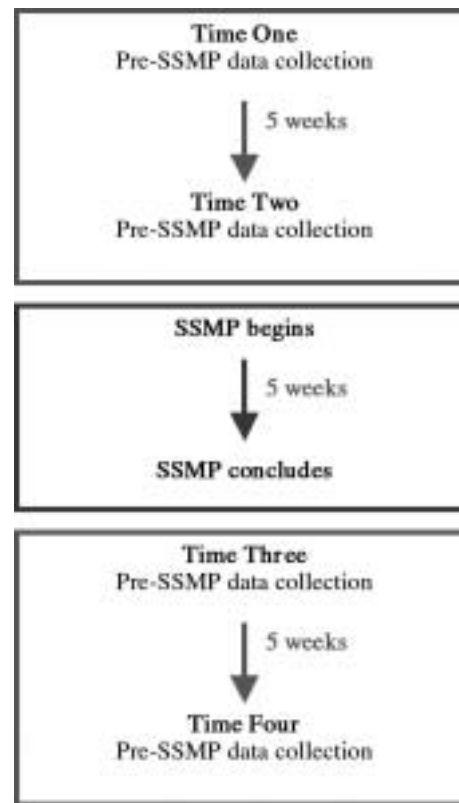 Time One
Pre-SSMP data collection
5 weeks
Time Two
Pre-SSMP data collection
SSMP begins
5 weeks
SSMP concludes
Time Three
Pre-SSMP data collection
5 weeks
Time Four
Pre-SSMP data collection